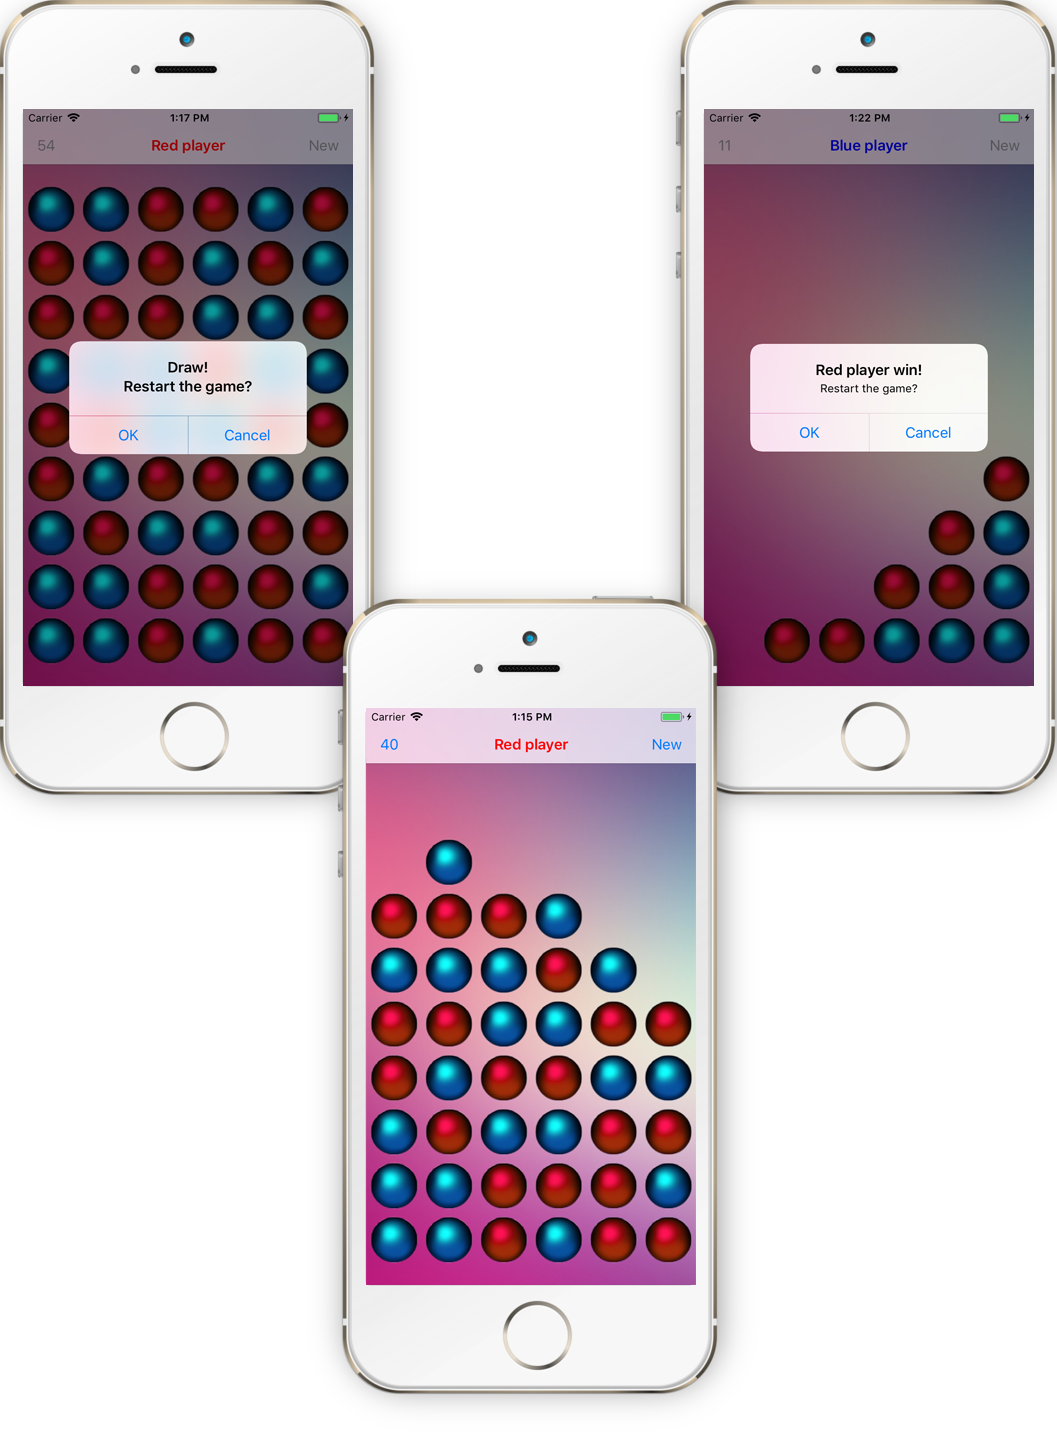 Carrier 1:17 PM
54 Red player New
Draw!
Restart the game?
OK Cancel
Carrier 1:22 PM
11 Blue player New
Red player win!
Restart the game?
OK Cancel
Carrier 1:15 PM
40 Red player New